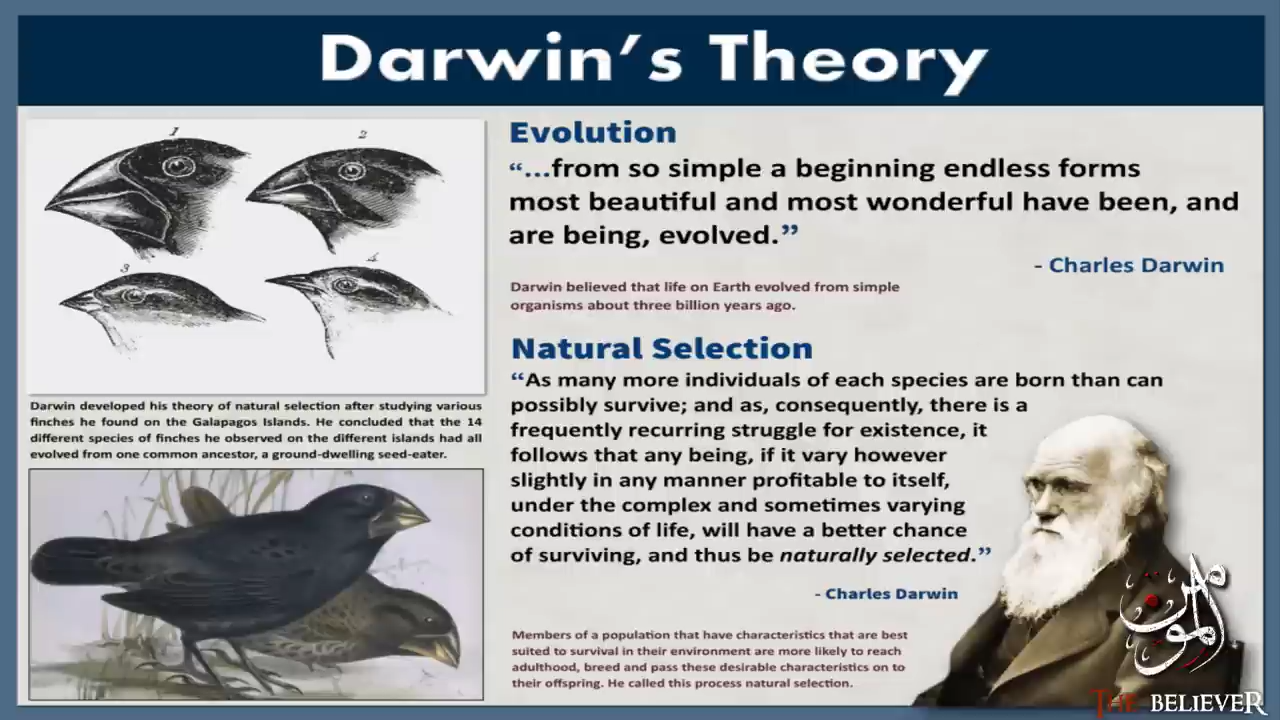 Darwin's Theory
1
2
3
4
Darwin developed his theory of natural selection after studying various
finches he found on the Galapagos Islands. He concluded that the 14
different species of finches he observed on the different islands had all
evolved from one common ancestor, a ground-dwelling seed-eater.
Evolution
“...from so simple a beginning endless forms
most beautiful and most wonderful have been, and
are being, evolved.”
- Charles Darwin
Darwin believed that life on Earth evolved from simple
organisms about three billion years ago.
Natural Selection
“As many more individuals of each species are born than can
possibly survive; and as, consequently, there is a
frequently recurring struggle for existence, it
follows that any being, if it vary however
slightly in any manner profitable to itself,
under the complex and sometimes varying
conditions of life, will have a better chance
of surviving, and thus be naturally selected.”
- Charles Darwin
Members of a population that have characteristics that are best
suited to survival in their environment are more likely to reach
adulthood, breed and pass these desirable characteristics on to
their offspring. He called this process natural selection.
المؤمن
THE BELIEVER